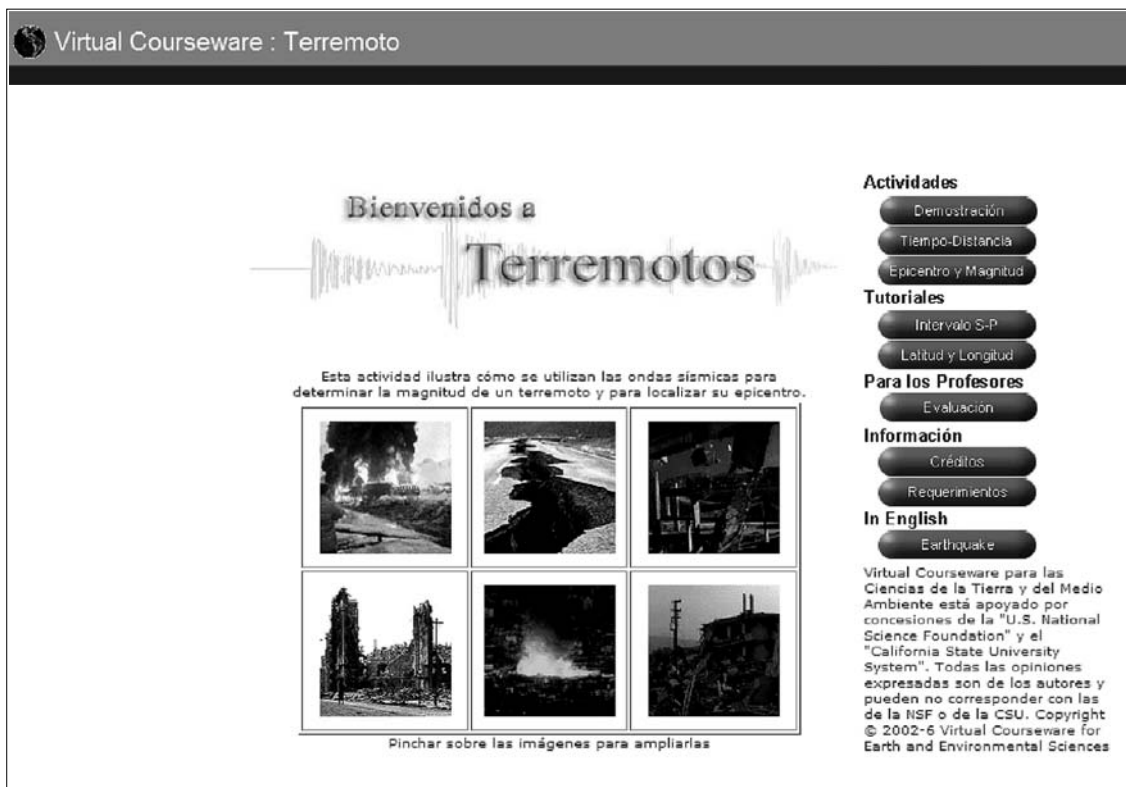 Virtual Courseware : Terremoto
Bienvenidos a
Terremotos
Esta actividad ilustra cómo se utilizan las ondas sísmicas para
determinar la magnitud de un terremoto y para localizar su epicentro.
Pinchar sobre las imágenes para ampliarlas
Actividades
Demostración
Tiempo-Distancia
Epicentro y Magnitud
Tutoriales
Intervalo S-P
Latitud y Longitud
Para los Profesores
Evaluación
Información
Créditos
Requerimientos
In English
Earthquake
Virtual Courseware para las
Ciencias de la Tierra y del Medio
Ambiente está apoyado por
concesiones de la "U.S. National
Science Foundation" y el
"California State University
System". Todas las opiniones
expresadas son de los autores y
pueden no corresponder con las
de la NSF o de la CSU. Copyright
© 2002-6 Virtual Courseware for
Earth and Environmental Sciences